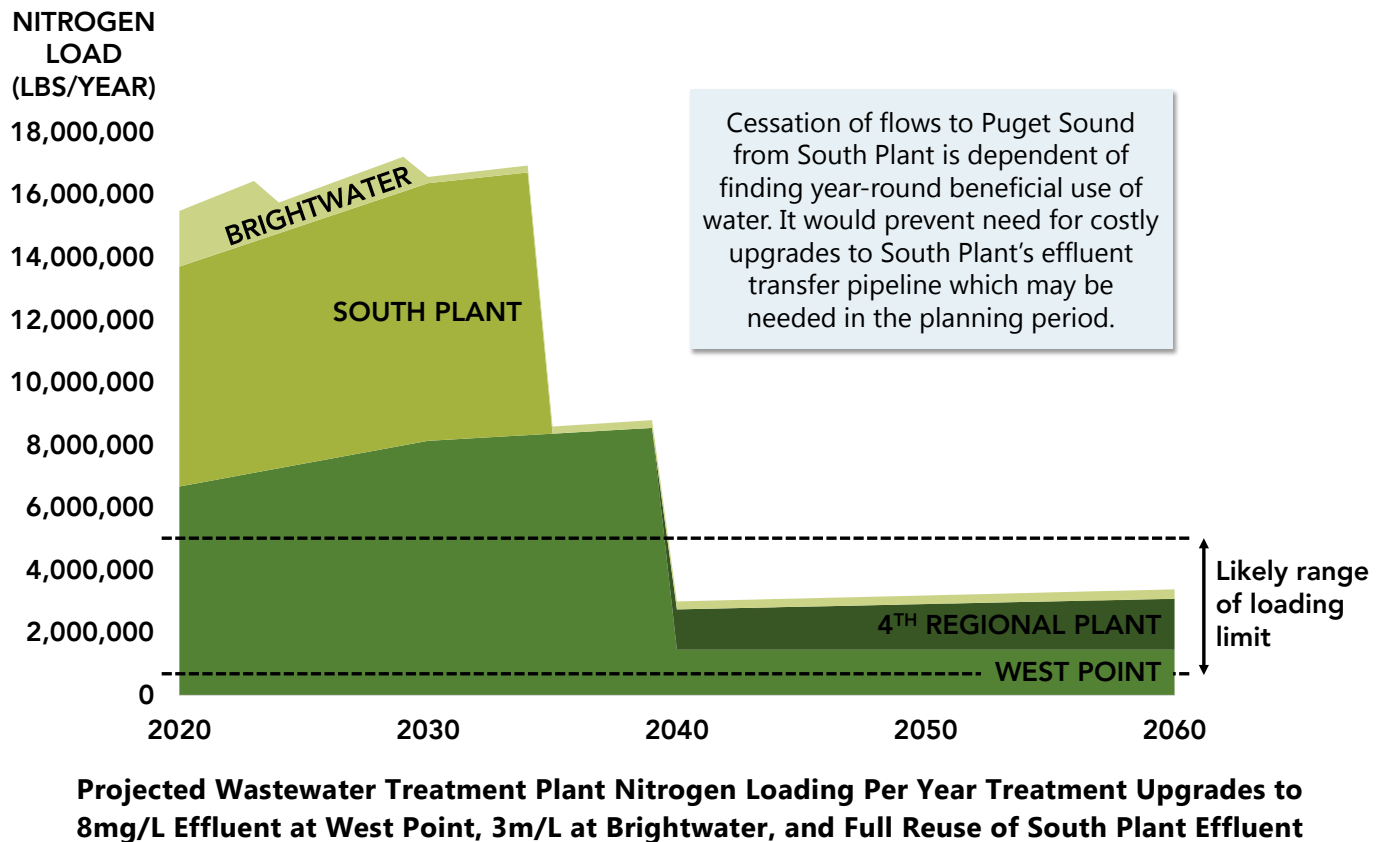 NITROGEN
LOAD
(LBS/YEAR)
18,000,000
16,000,000
14,000,000
12,000,000
10,000,000
8,000,000
6,000,000
4,000,000
2,000,000
0
BRIGHTWATER
SOUTH PLANT
Cessation of flows to Puget Sound
from South Plant is dependent of
finding year-round beneficial use of
water. It would prevent need for costly
upgrades to South Plant’s effluent
transfer pipeline which may be
needed in the planning period.
Likely range
of loading
limit
4TH REGIONAL PLANT
WEST POINT
2020 2030 2040 2050 2060
Projected Wastewater Treatment Plant Nitrogen Loading Per Year Treatment Upgrades to
8mg/L Effluent at West Point, 3m/L at Brightwater, and Full Reuse of South Plant Effluent